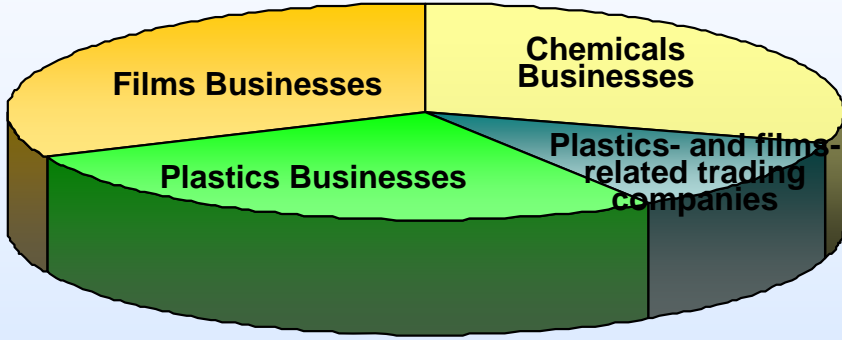 Films Businesses
Chemicals
Businesses
Plastics Businesses
Plastics- and films-
related trading
companies